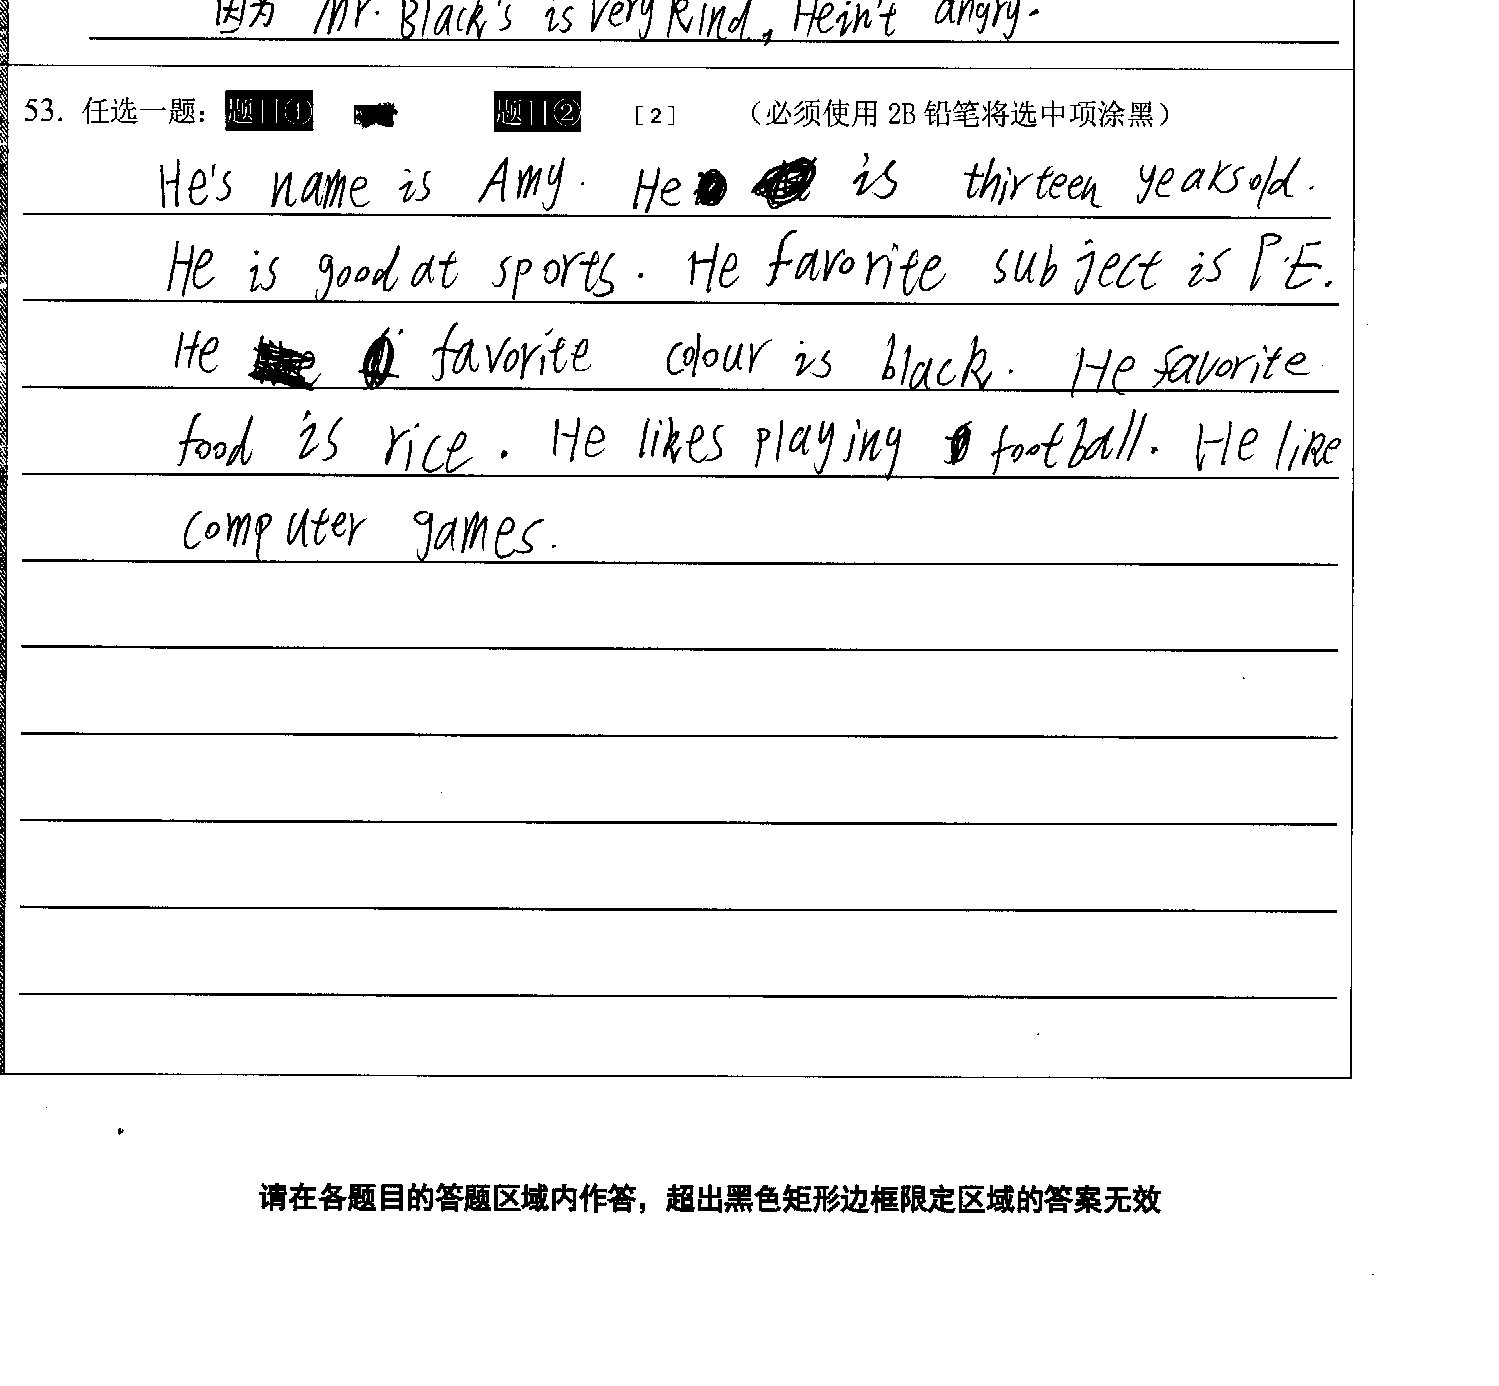 因为 Mr. Black's is very kind, Hein't angry.
53. 任选一题： 题目① 题目② [2] （必须使用 2B 铅笔将选中项涂黑）
He's name is Amy. He is thirteen yearsold.
He is good at sports. He favorite subject is P.E.
He favorite colour is black. He favorite
food is rice. He likes playing football. He like
computer games.
请在各题目的答题区域内作答，超出黑色矩形边框限定区域的答案无效